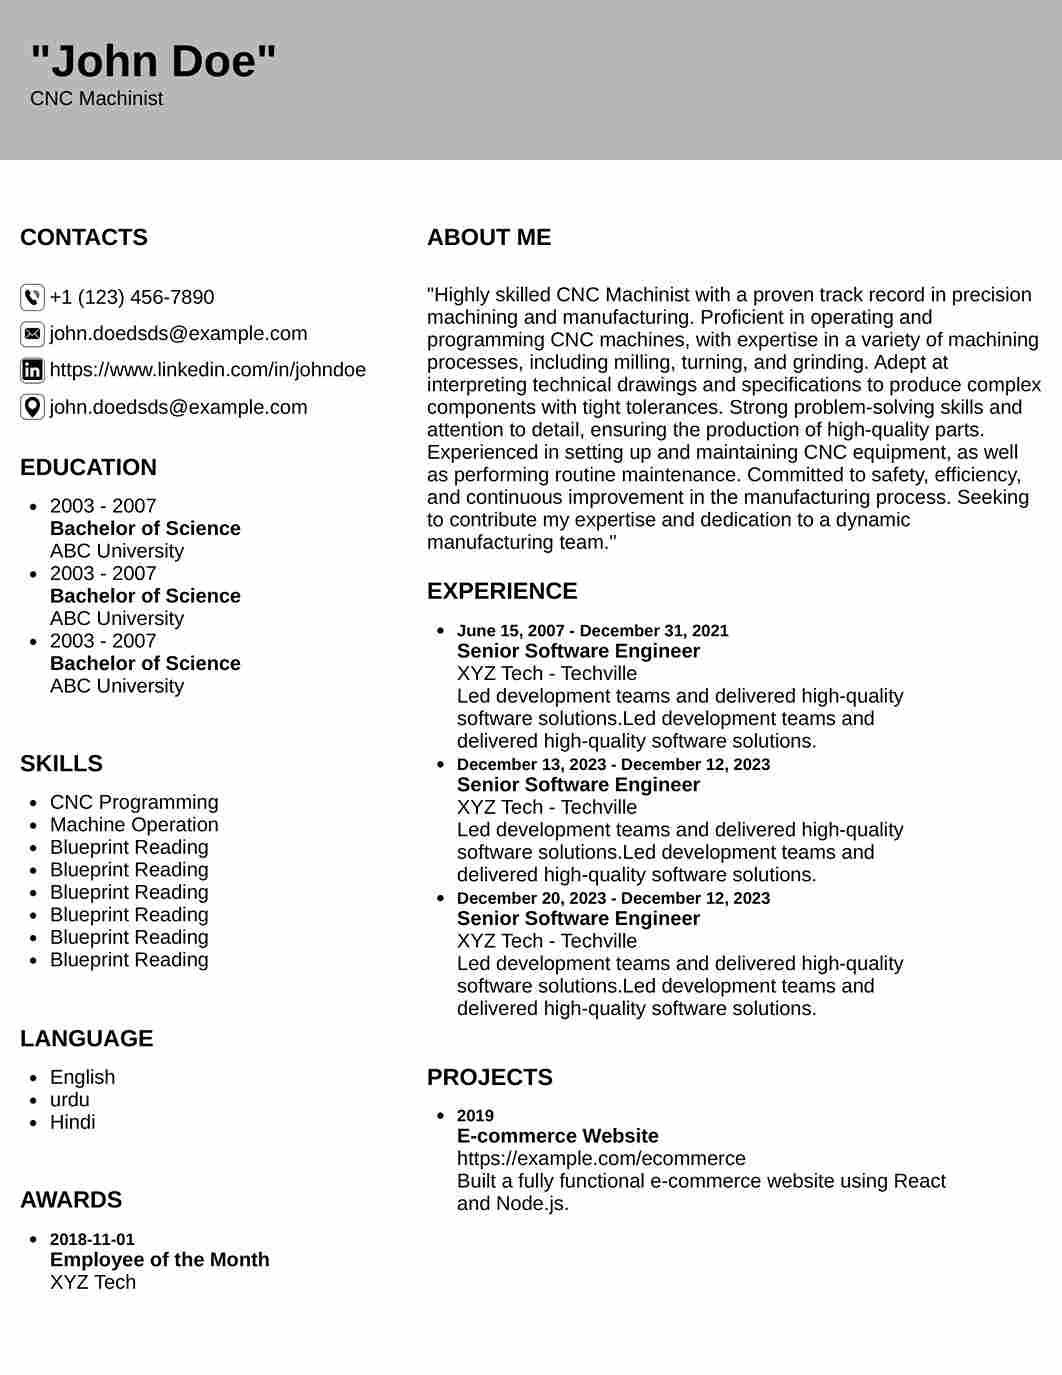 "John Doe"
CNC Machinist
CONTACTS
+1 (123) 456-7890
john.doedsds@example.com
https://www.linkedin.com/in/johndoe
john.doedsds@example.com
EDUCATION
2003 - 2007
Bachelor of Science
ABC University
2003 - 2007
Bachelor of Science
ABC University
2003 - 2007
Bachelor of Science
ABC University
SKILLS
CNC Programming
Machine Operation
Blueprint Reading
Blueprint Reading
Blueprint Reading
Blueprint Reading
Blueprint Reading
Blueprint Reading
LANGUAGE
English
urdu
Hindi
AWARDS
2018-11-01
Employee of the Month
XYZ Tech
ABOUT ME
"Highly skilled CNC Machinist with a proven track record in precision
machining and manufacturing. Proficient in operating and
programming CNC machines, with expertise in a variety of machining
processes, including milling, turning, and grinding. Adept at
interpreting technical drawings and specifications to produce complex
components with tight tolerances. Strong problem-solving skills and
attention to detail, ensuring the production of high-quality parts.
Experienced in setting up and maintaining CNC equipment, as well
as performing routine maintenance. Committed to safety, efficiency,
and continuous improvement in the manufacturing process. Seeking
to contribute my expertise and dedication to a dynamic
manufacturing team."
EXPERIENCE
June 15, 2007 - December 31, 2021
Senior Software Engineer
XYZ Tech - Techville
Led development teams and delivered high-quality
software solutions.Led development teams and
delivered high-quality software solutions.
December 13, 2023 - December 12, 2023
Senior Software Engineer
XYZ Tech - Techville
Led development teams and delivered high-quality
software solutions.Led development teams and
delivered high-quality software solutions.
December 20, 2023 - December 12, 2023
Senior Software Engineer
XYZ Tech - Techville
Led development teams and delivered high-quality
software solutions.Led development teams and
delivered high-quality software solutions.
PROJECTS
2019
E-commerce Website
https://example.com/ecommerce
Built a fully functional e-commerce website using React
and Node.js.